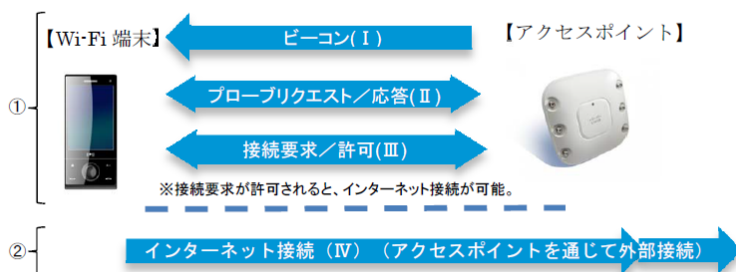 【Wi-Fi 端末】
ビーコン(Ⅰ)
【アクセスポイント】
①
プローブリクエスト／応答(Ⅱ)
接続要求／許可(Ⅲ)
※接続要求が許可されると、インターネット接続が可能。
②
インターネット接続（Ⅳ）（アクセスポイントを通じて外部接続）